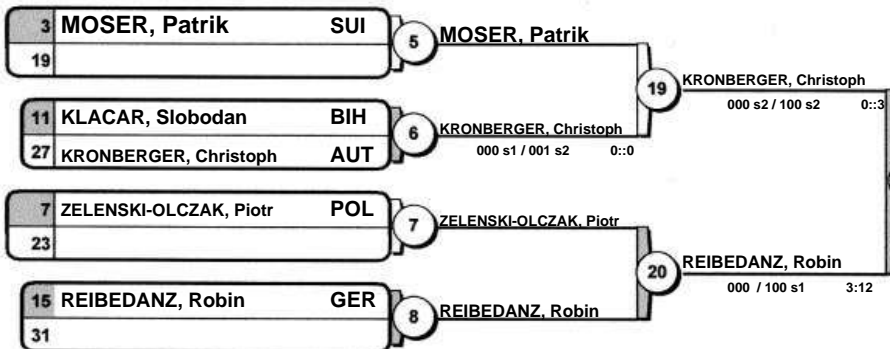 3 MOSER, Patrik SUI
19
5 MOSER, Patrik
11 KLACAR, Slobodan BIH
27 KRONBERGER, Christoph AUT
6 KRONBERGER, Christoph
000 s1 / 001 s2 0::0
19 KRONBERGER, Christoph
000 s2 / 100 s2 0::3
7 ZELENSKI-OLCZAK, Piotr POL
23
7 ZELENSKI-OLCZAK, Piotr
15 REIBEDANZ, Robin GER
31
8 REIBEDANZ, Robin
20 REIBEDANZ, Robin
000 / 100 s1 3:12